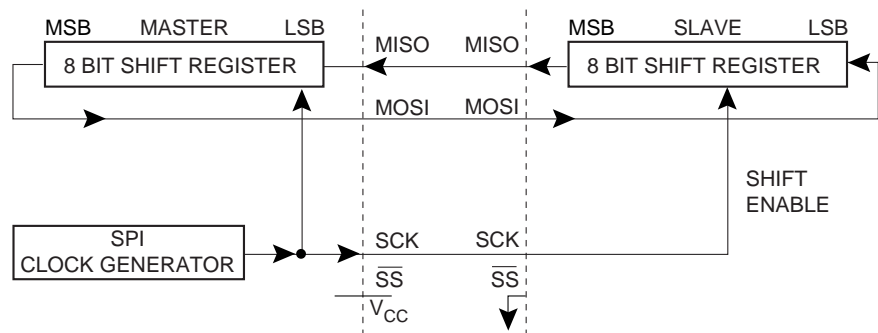 MSB MASTER LSB
MISO MISO
MSB SLAVE LSB
8 BIT SHIFT REGISTER
8 BIT SHIFT REGISTER
MOSI MOSI
SHIFT
ENABLE
SPI
CLOCK GENERATOR
SCK SCK
SS SS
VCC